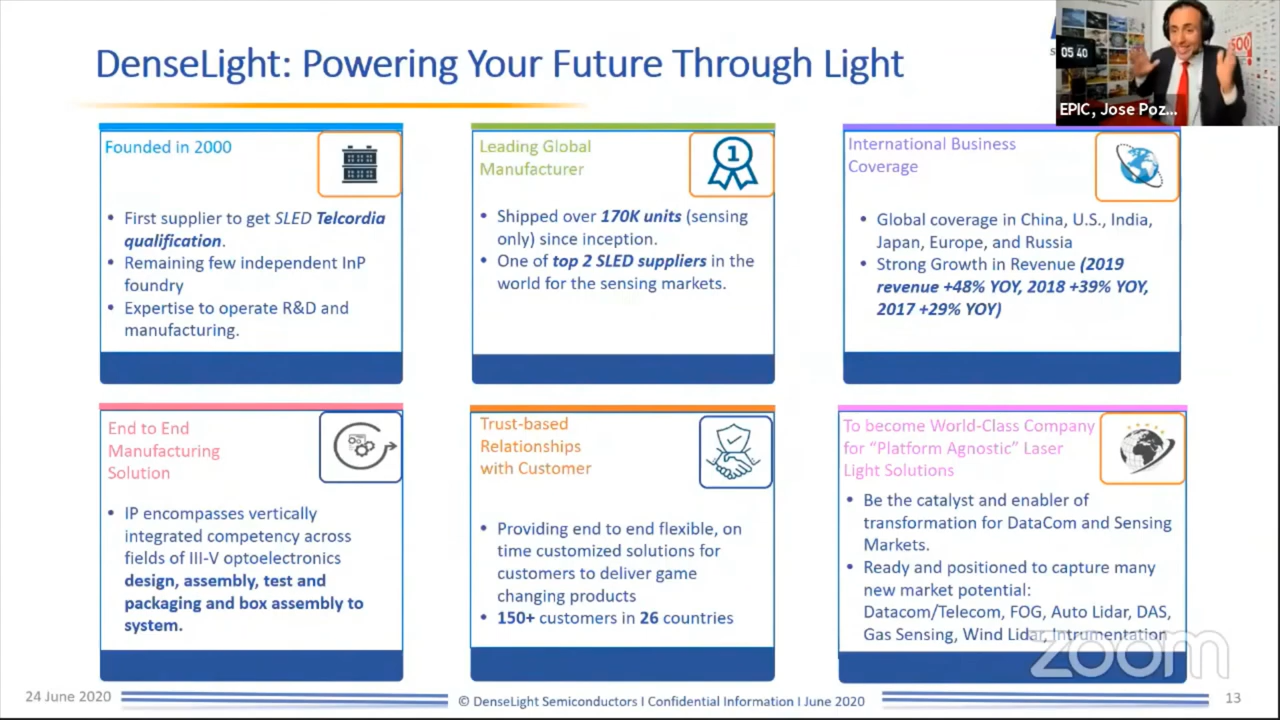 DenseLight: Powering Your Future Through Light
05:40
EPIC, Jose Poz...
Founded in 2000
• First supplier to get SLED Telcordia
qualification.
• Remaining few independent InP
foundry
• Expertise to operate R&D and
manufacturing.
Leading Global
Manufacturer
1
• Shipped over 170K units (sensing
only) since inception.
• One of top 2 SLED suppliers in the
world for the sensing markets.
International Business
Coverage
• Global coverage in China, U.S., India,
Japan, Europe, and Russia
• Strong Growth in Revenue (2019
revenue +48% YOY, 2018 +39% YOY,
2017 +29% YOY)
End to End
Manufacturing
Solution
• IP encompasses vertically
integrated competency across
fields of III-V optoelectronics
design, assembly, test and
packaging and box assembly to
system.
Trust-based
Relationships
with Customer
• Providing end to end flexible, on
time customized solutions for
customers to deliver game
changing products
• 150+ customers in 26 countries
To become World-Class Company
for “Platform Agnostic” Laser
Light Solutions
• Be the catalyst and enabler of
transformation for DataCom and Sensing
Markets.
• Ready and positioned to capture many
new market potential:
Datacom/Telecom, FOG, Auto Lidar, DAS,
Gas Sensing, Wind Lidar, Intrumentation
zoom
24 June 2020
© DenseLight Semiconductors I Confidential Information I June 2020
13